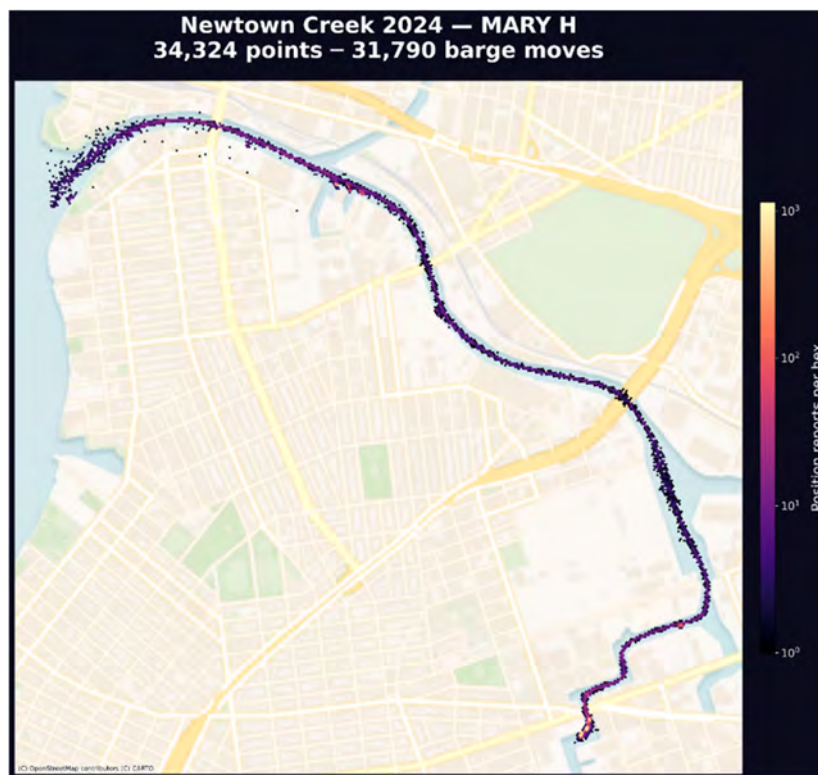 Newtown Creek 2024 — MARY H
34,324 points – 31,790 barge moves
10³
10²
10¹
10⁰
Position reports per hex
(C) OpenStreetMap contributors (C) CARTO